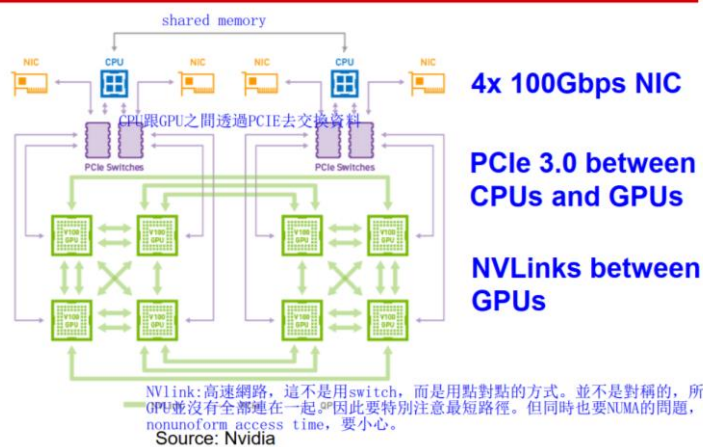 shared memory
NIC
CPU
NIC
NIC
CPU
NIC
4x 100Gbps NIC
CPU跟GPU之間透過PCIE去交換資料
PCIe Switches
PCIe Switches
PCIe 3.0 between
CPUs and GPUs
V100 GPU
V100 GPU
V100 GPU
V100 GPU
NVLinks between
GPUs
V100 GPU
V100 GPU
V100 GPU
V100 GPU
NVlink:高速網路，這不是用switch，而是用點對點的方式。並不是對稱的，所
GPU並沒有全部連在一起。因此要特別注意最短路徑。但同時也要NUMA的問題，
nonunoform access time，要小心。
Source: Nvidia